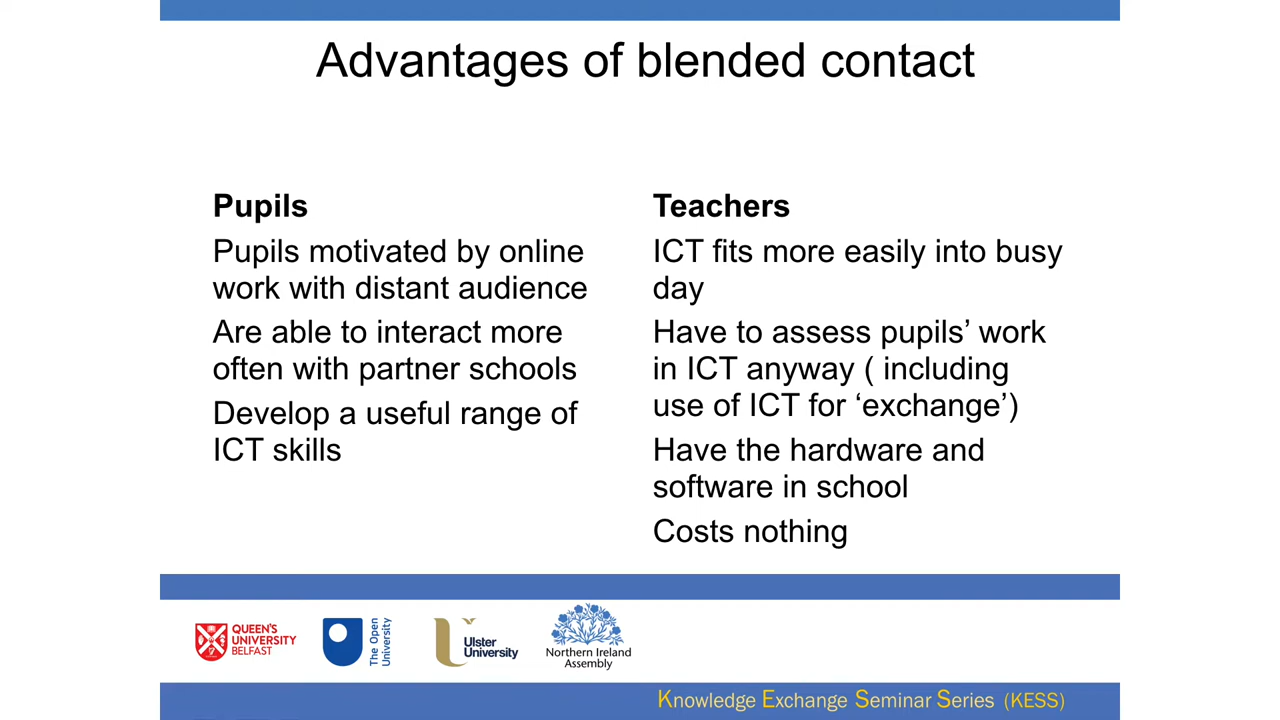 Advantages of blended contact
Pupils
Pupils motivated by online
work with distant audience
Are able to interact more
often with partner schools
Develop a useful range of
ICT skills
Teachers
ICT fits more easily into busy
day
Have to assess pupils’ work
in ICT anyway ( including
use of ICT for ‘exchange’)
Have the hardware and
software in school
Costs nothing
QUEEN'S
UNIVERSITY
BELFAST
The Open
University
Ulster
University
Northern Ireland
Assembly
Knowledge Exchange Seminar Series (KESS)